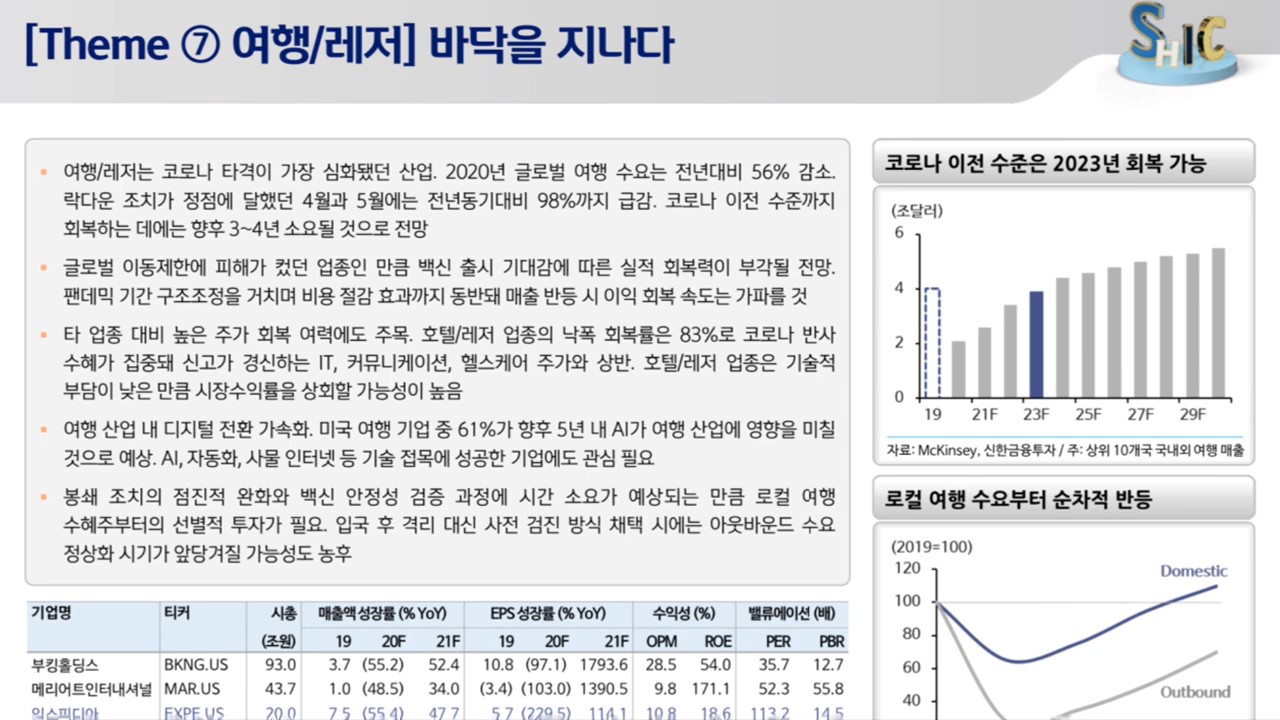 [Theme ⑦ 여행/레저] 바닥을 지나다
SHIC
▪ 여행/레저는 코로나 타격이 가장 심화됐던 산업. 2020년 글로벌 여행 수요는 전년대비 56% 감소.
락다운 조치가 정점에 달했던 4월과 5월에는 전년동기대비 98%까지 급감. 코로나 이전 수준까지
회복하는 데에는 향후 3~4년 소요될 것으로 전망
▪ 글로벌 이동제한에 피해가 컸던 업종인 만큼 백신 출시 기대감에 따른 실적 회복력이 부각될 전망.
팬데믹 기간 구조조정을 거치며 비용 절감 효과까지 동반돼 매출 반등 시 이익 회복 속도는 가파를 것
▪ 타 업종 대비 높은 주가 회복 여력에도 주목. 호텔/레저 업종의 낙폭 회복률은 83%로 코로나 반사
수혜가 집중돼 신고가 경신하는 IT, 커뮤니케이션, 헬스케어 주가와 상반. 호텔/레저 업종은 기술적
부담이 낮은 만큼 시장수익률을 상회할 가능성이 높음
▪ 여행 산업 내 디지털 전환 가속화. 미국 여행 기업 중 61%가 향후 5년 내 AI가 여행 산업에 영향을 미칠
것으로 예상. AI, 자동화, 사물 인터넷 등 기술 접목에 성공한 기업에도 관심 필요
▪ 봉쇄 조치의 점진적 완화와 백신 안정성 검증 과정에 시간 소요가 예상되는 만큼 로컬 여행
수혜주부터의 선별적 투자가 필요. 입국 후 격리 대신 사전 검진 방식 채택 시에는 아웃바운드 수요
정상화 시기가 앞당겨질 가능성도 농후
기업명 티커 시총 매출액 성장률 (% YoY) EPS 성장률 (% YoY) 수익성 (%) 밸류에이션 (배)
(조원) 19 20F 21F 19 20F 21F OPM ROE PER PBR
부킹홀딩스 BKNG.US 93.0 3.7 (55.2) 52.4 10.8 (97.1) 1793.6 28.5 54.0 35.7 12.7
메리어트인터내셔널 MAR.US 43.7 1.0 (48.5) 34.0 (3.4) (103.0) 1390.5 9.8 171.1 52.3 55.8
익스피디아 EXPE.US 20.0 7.5 (55.4) 47.7 5.7 (229.5) 114.1 10.8 18.6 113.2 14.5
코로나 이전 수준은 2023년 회복 가능
(조달러)
6
4
2
0
19 21F 23F 25F 27F 29F
자료: McKinsey, 신한금융투자 / 주: 상위 10개국 국내외 여행 매출
로컬 여행 수요부터 순차적 반등
(2019=100)
120
Domestic
100
80
60
Outbound
40